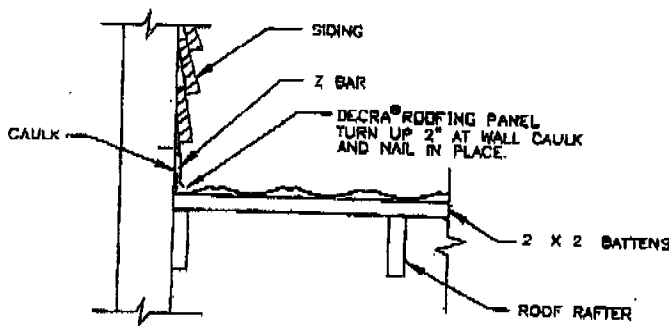 SIDING
Z BAR
DECRA® ROOFING PANEL
TURN UP 2" AT WALL CAULK
AND NAIL IN PLACE.
CAULK
2 X 2 BATTENS
ROOF RAFTER